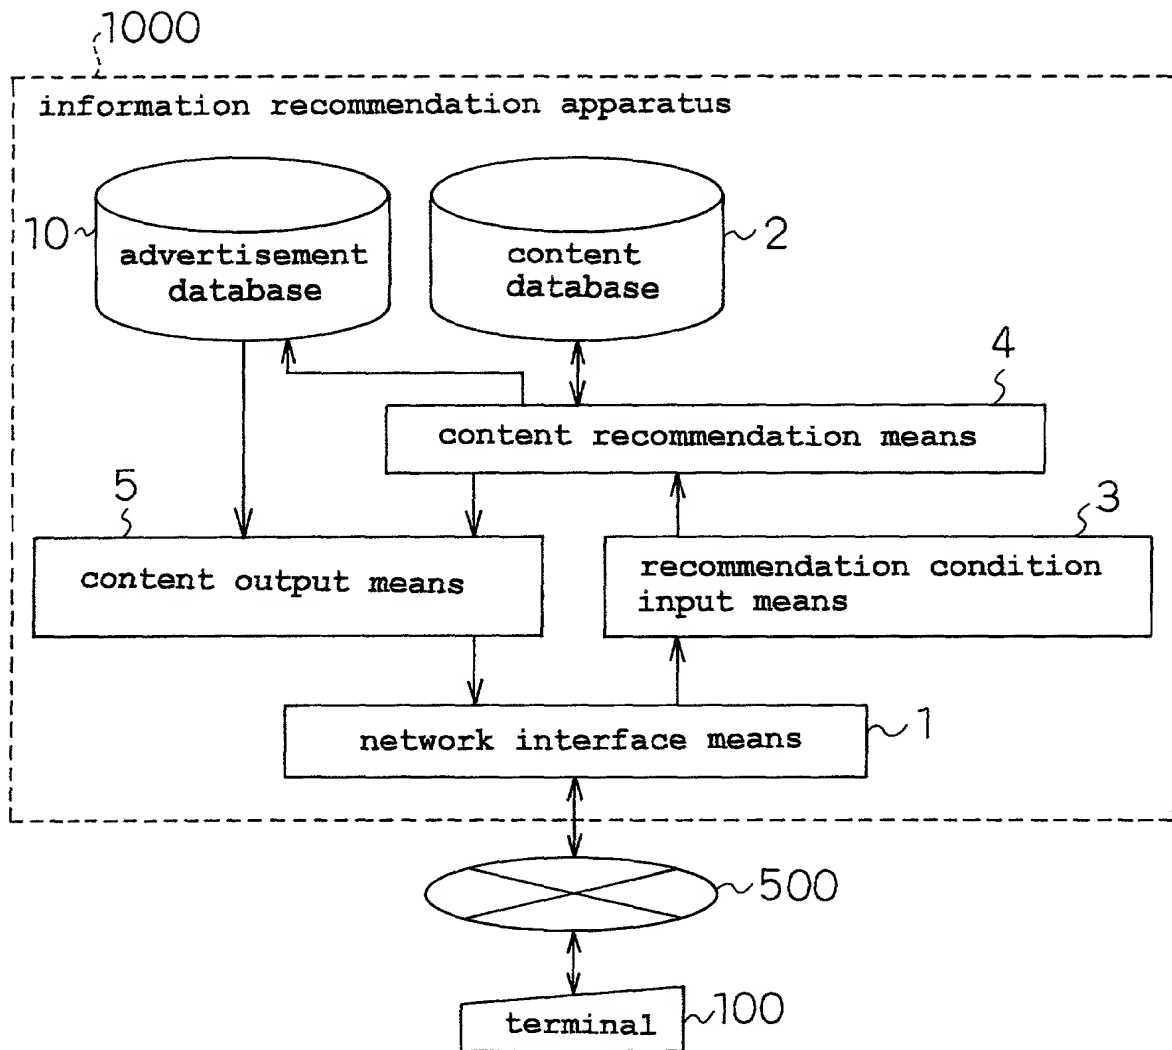 1000
information recommendation apparatus
10
advertisement
database
content
database
2
4
content recommendation means
5
content output means
3
recommendation condition
input means
network interface means
1
500
terminal
100